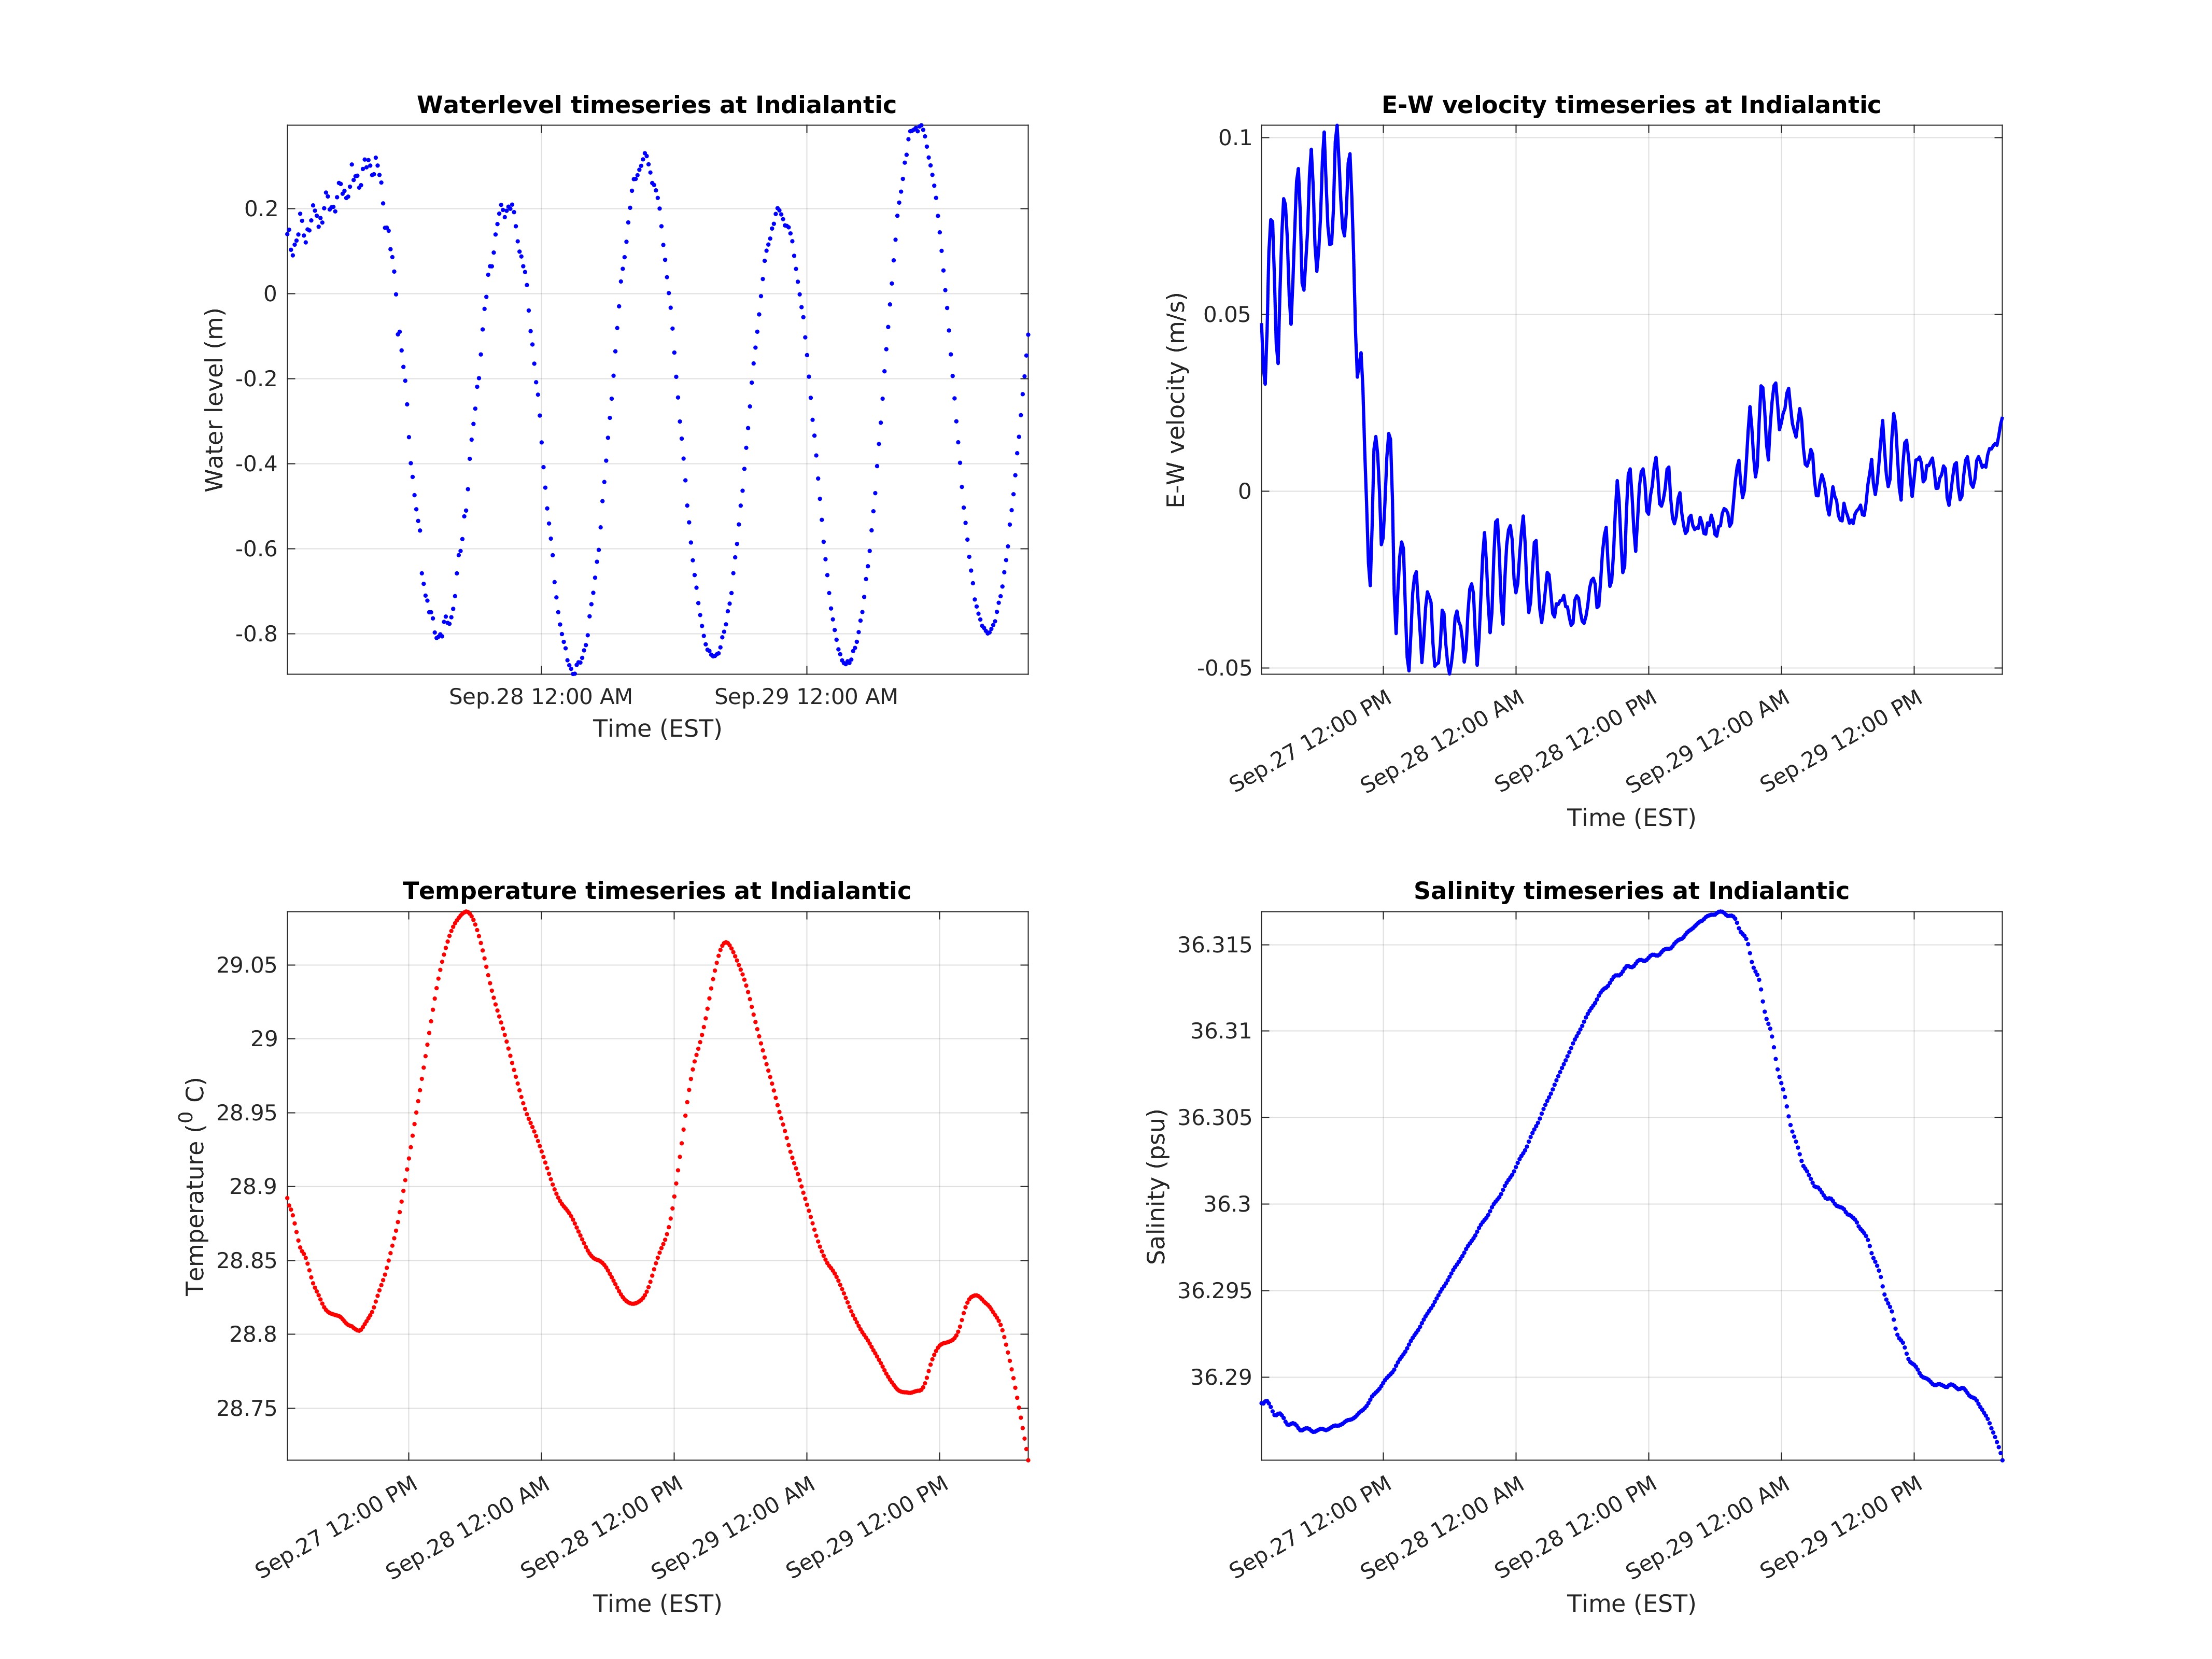 Waterlevel timeseries at Indialantic
0.2
0
-0.2
-0.4
-0.6
-0.8
Water level (m)
Sep.28 12:00 AM
Sep.29 12:00 AM
Time (EST)
E-W velocity timeseries at Indialantic
0.1
0.05
0
-0.05
E-W velocity (m/s)
Sep.27 12:00 PM
Sep.28 12:00 AM
Sep.28 12:00 PM
Sep.29 12:00 AM
Sep.29 12:00 PM
Time (EST)
Temperature timeseries at Indialantic
29.05
29
28.95
28.9
28.85
28.8
28.75
Temperature (⁰ C)
Sep.27 12:00 PM
Sep.28 12:00 AM
Sep.28 12:00 PM
Sep.29 12:00 AM
Sep.29 12:00 PM
Time (EST)
Salinity timeseries at Indialantic
36.315
36.31
36.305
36.3
36.295
36.29
Salinity (psu)
Sep.27 12:00 PM
Sep.28 12:00 AM
Sep.28 12:00 PM
Sep.29 12:00 AM
Sep.29 12:00 PM
Time (EST)